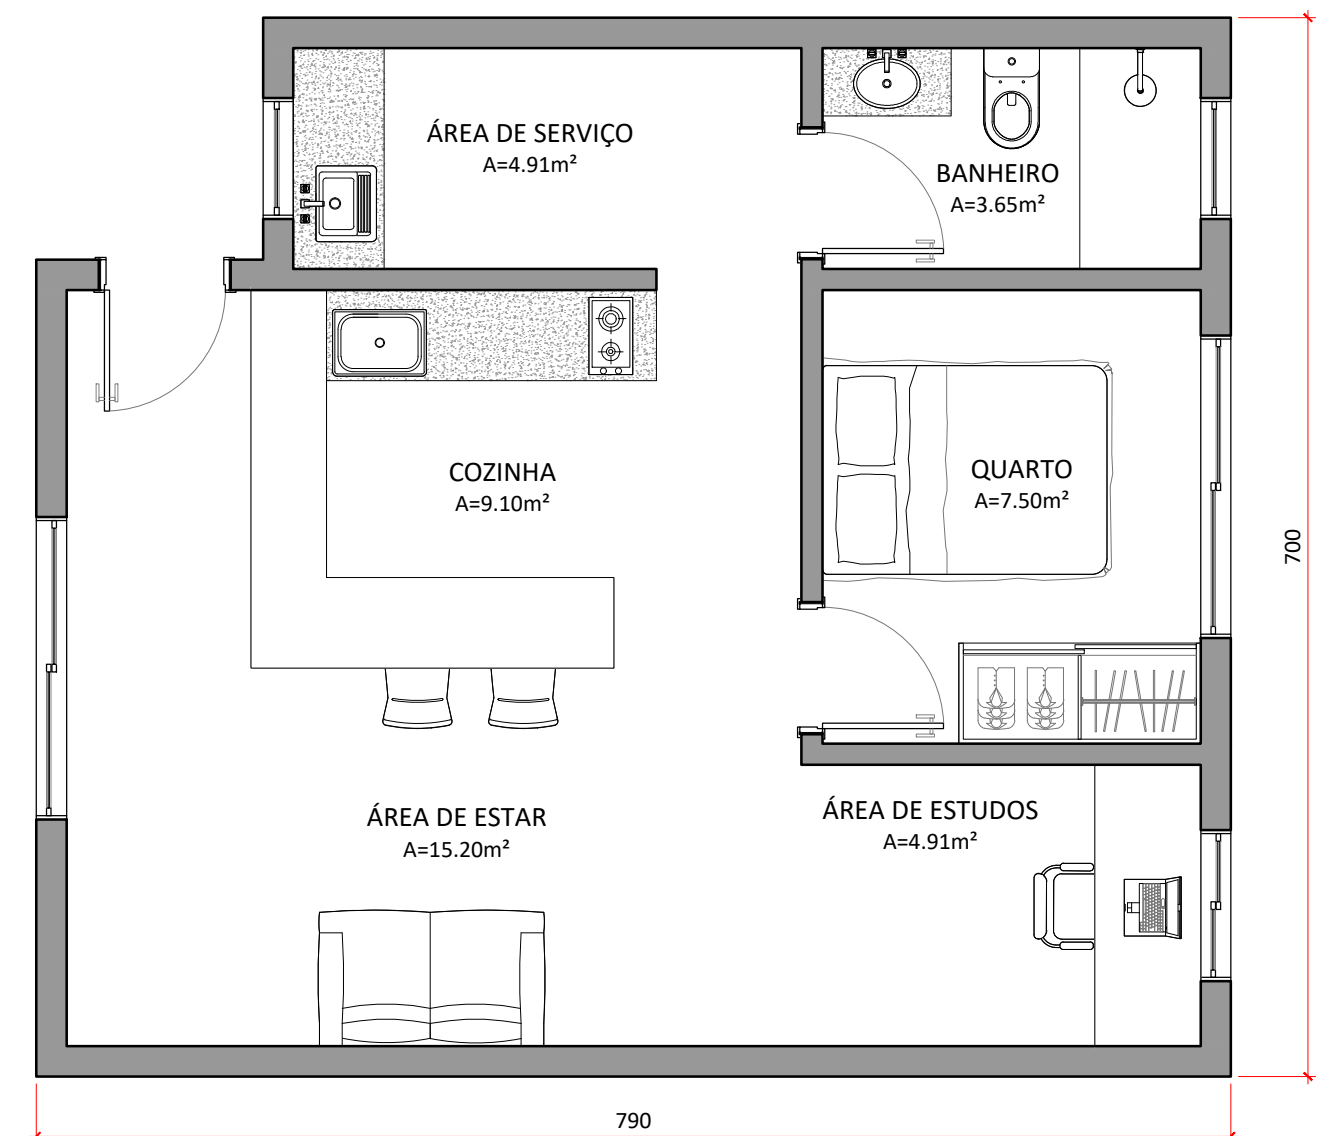 ÁREA DE SERVIÇO
A=4.91m²
BANHEIRO
A=3.65m²
COZINHA
A=9.10m²
QUARTO
A=7.50m²
700
ÁREA DE ESTAR
A=15.20m²
ÁREA DE ESTUDOS
A=4.91m²
790